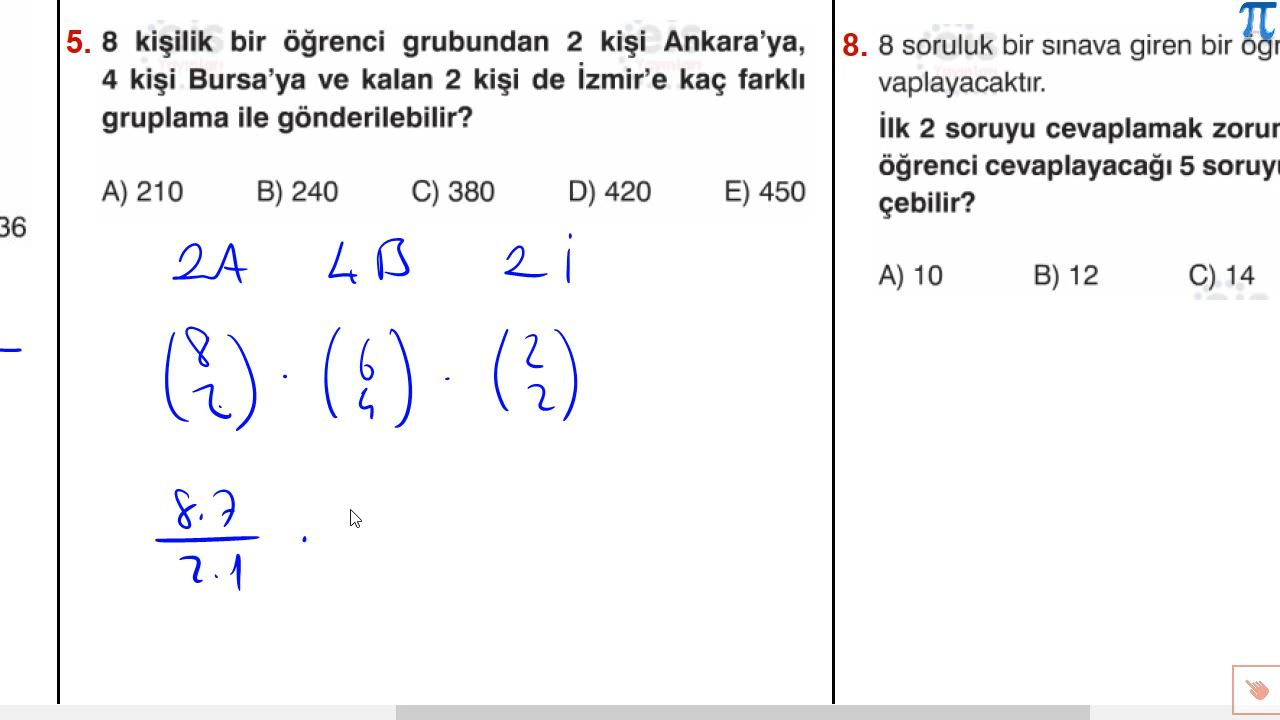 36
5. 8 kişilik bir öğrenci grubundan 2 kişi Ankara'ya,
4 kişi Bursa'ya ve kalan 2 kişi de İzmir'e kaç farklı
gruplama ile gönderilebilir?
A) 210 B) 240 C) 380 D) 420 E) 450
2A 4B 2İ
(8 2) · (6 4) · (2 2)
8.7
2.1 ·
π
8. 8 soruluk bir sınava giren bir öğr
vaplayacaktır.
İlk 2 soruyu cevaplamak zorun
öğrenci cevaplayacağı 5 soruyu
çebilir?
A) 10 B) 12 C) 14